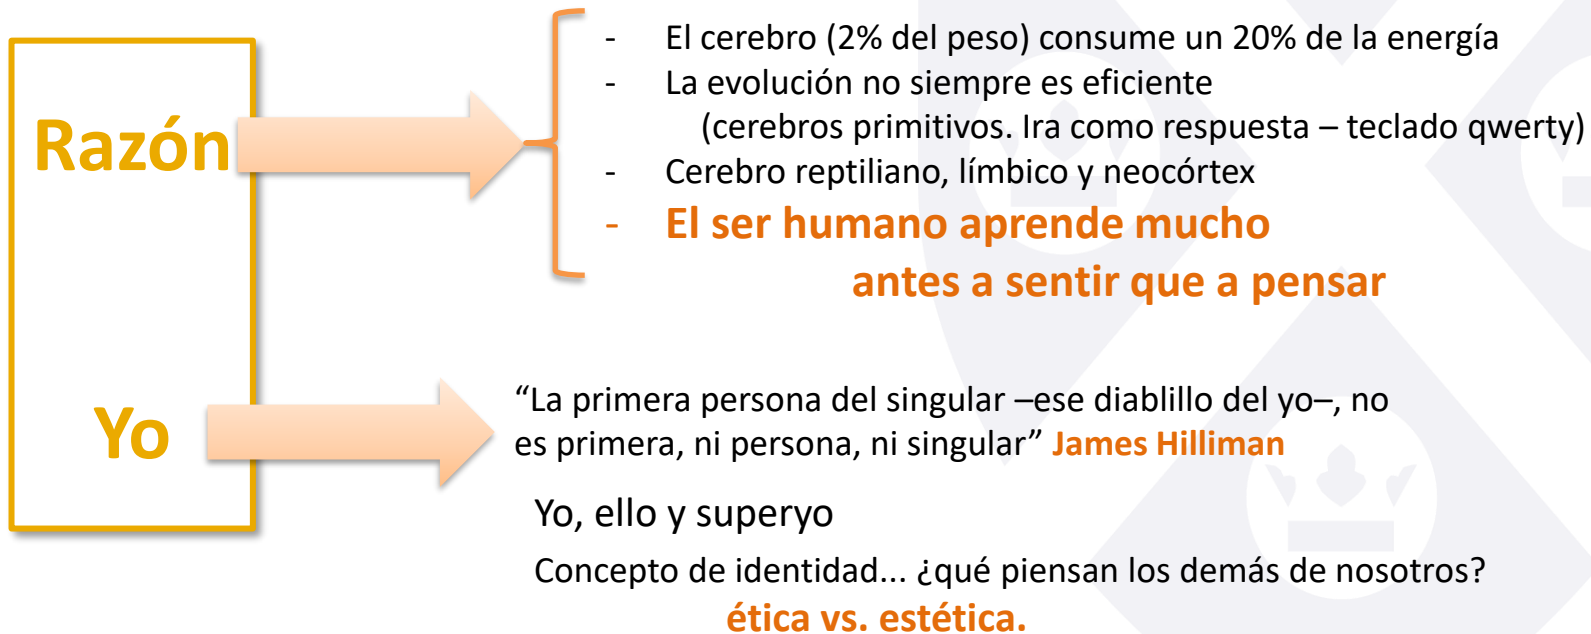 Razón
- El cerebro (2% del peso) consume un 20% de la energía
- La evolución no siempre es eficiente
(cerebros primitivos. Ira como respuesta – teclado qwerty)
- Cerebro reptiliano, límbico y neocórtex
- El ser humano aprende mucho
antes a sentir que a pensar
Yo
“La primera persona del singular –ese diablillo del yo–, no
es primera, ni persona, ni singular” James Hilliman
Yo, ello y superyo
Concepto de identidad... ¿qué piensan los demás de nosotros?
ética vs. estética.